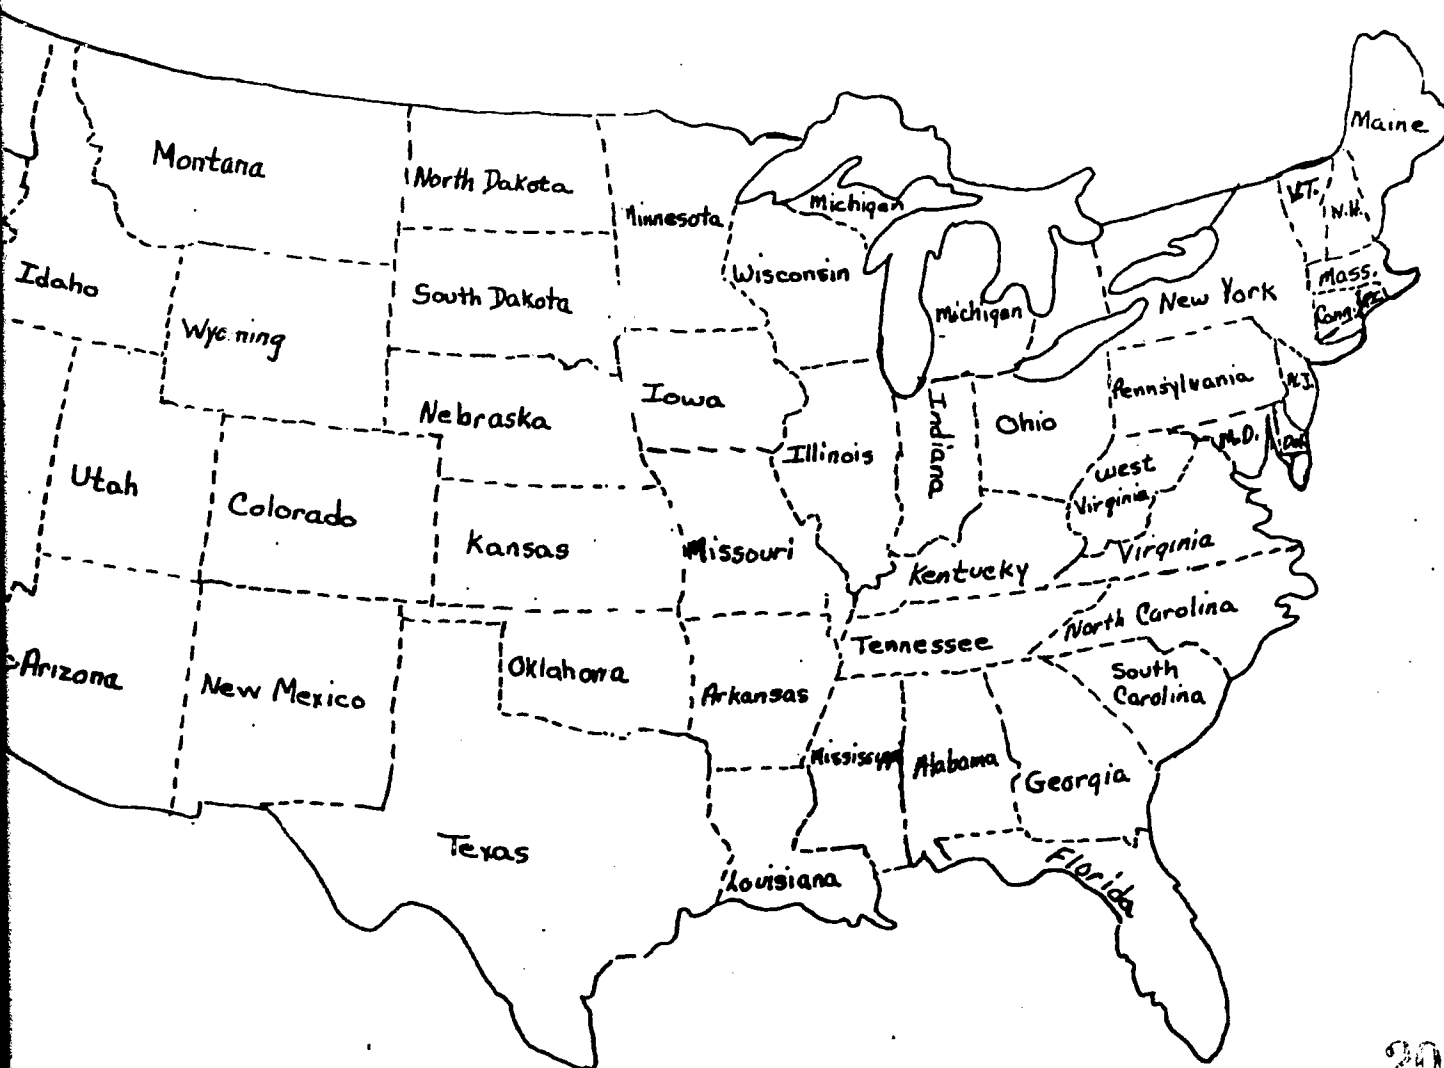 Maine
Montana
North Dakota
Minnesota
Michigan
V.T.
N.H.
Idaho
South Dakota
Wisconsin
Mass.
New York
Conn.
Michigan
Wyoming
Pennsylvania
N.J.
Iowa
Nebraska
Indiana
Ohio
M.D.
Del.
Illinois
West
Virginia
Utah
Colorado
Kansas
Missouri
Virginia
Kentucky
North Carolina
Tennessee
Oklahoma
South
Carolina
Arizona
New Mexico
Arkansas
Mississippi
Alabama
Georgia
Texas
Louisiana
Florida